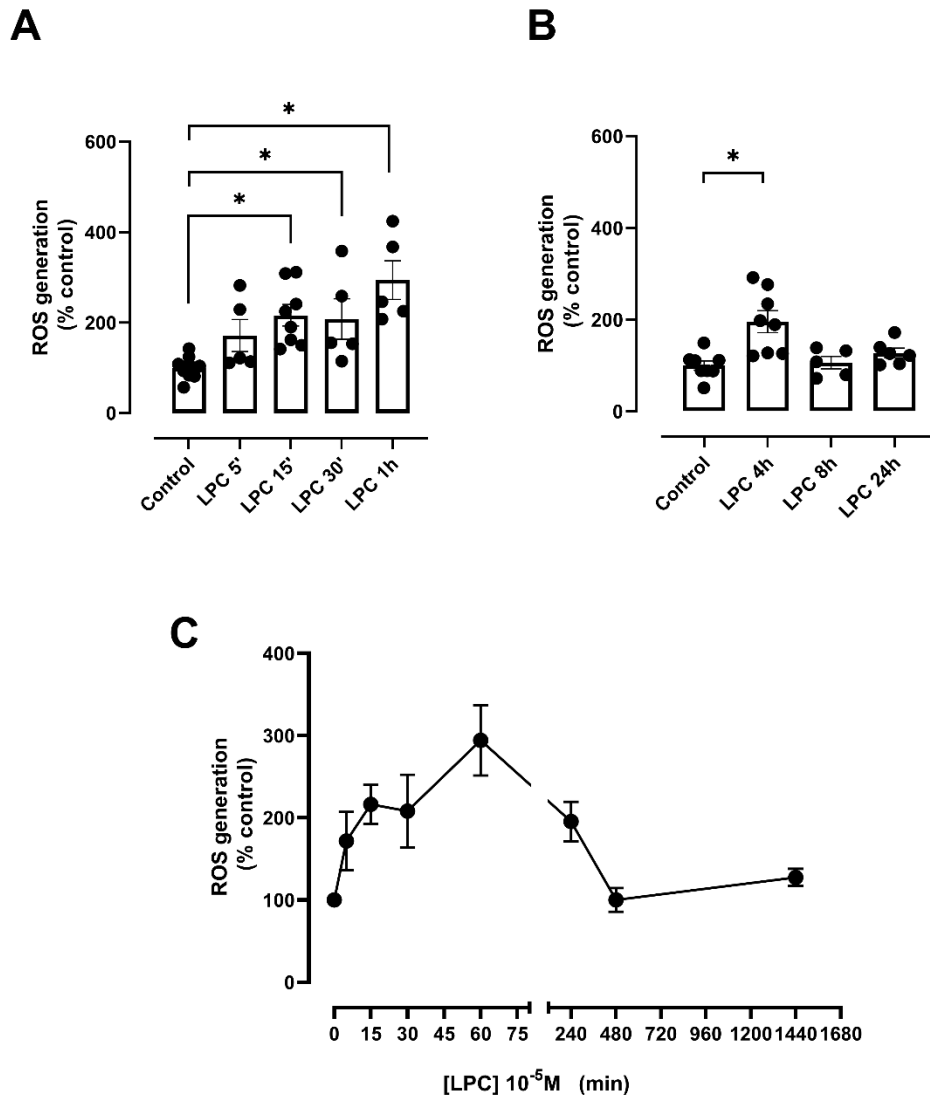 A
*
*
*
600
400
200
0
ROS generation
(% control)
Control
LPC 5'
LPC 15'
LPC 30'
LPC 1h
B
*
600
400
200
0
ROS generation
(% control)
Control
LPC 4h
LPC 8h
LPC 24h
C
400
300
200
100
0
ROS generation
(% control)
0 15 30 45 60 75 240 480 720 960 1200 1440 1680
[LPC] 10⁻⁵M (min)